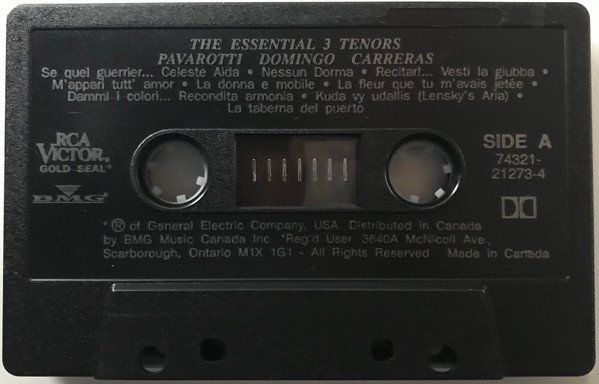 THE ESSENTIAL 3 TENORS
PAVAROTTI DOMINGO CARRERAS
Se quel guerrier... Celeste Aida • Nessun Dorma • Recitar!... Vesti la giubba •
M'appari tutt' amor • La donna e mobile • La fleur que tu m'avais jetée •
Dammi i colori... Recondita armonia • Kuda vy udallis (Lensky's Aria) •
La taberna del puerto
RCA
VICTOR®
GOLD SEAL*
BMG
SIDE A
74321-
21273-4
*® of General Electric Company, USA. Distributed in Canada
by BMG Music Canada Inc *Reg'd User 3640A McNicoll Ave,
Scarborough, Ontario M1X 1G1 - All Rights Reserved Made in Canada